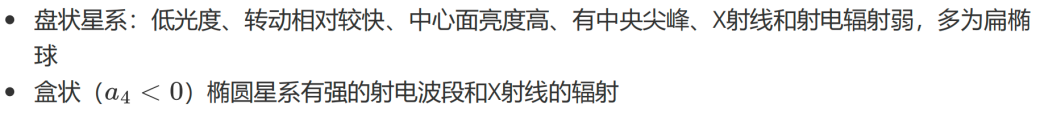 • 盘状星系：低光度、转动相对较快、中心面亮度高、有中央尖峰、X射线和射电辐射弱，多为扁椭
球
• 盒状（a₄ < 0）椭圆星系有强的射电波段和X射线的辐射